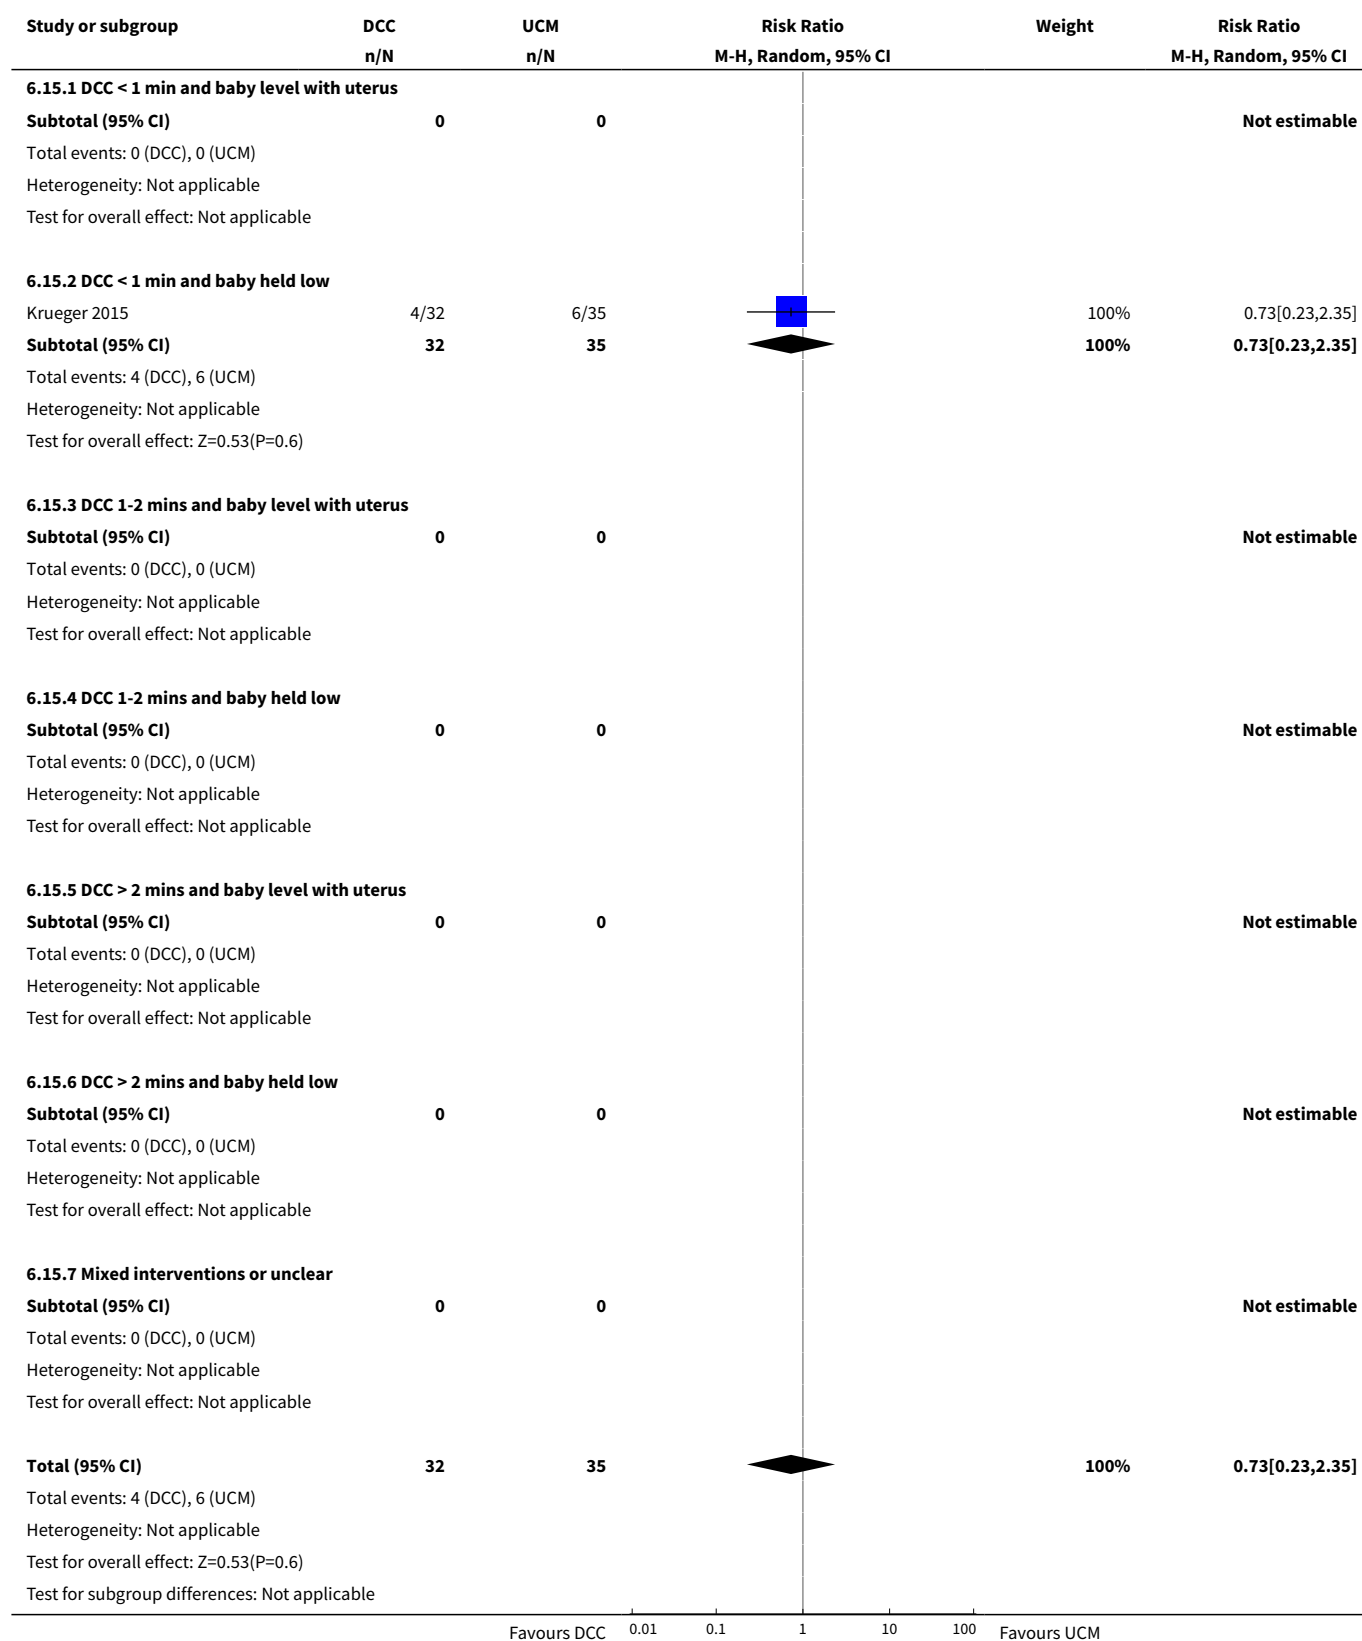 Study or subgroup DCC UCM Risk Ratio Weight Risk Ratio
n/N n/N M-H, Random, 95% CI M-H, Random, 95% CI
6.15.1 DCC < 1 min and baby level with uterus
Subtotal (95% CI) 0 0 Not estimable
Total events: 0 (DCC), 0 (UCM)
Heterogeneity: Not applicable
Test for overall effect: Not applicable
6.15.2 DCC < 1 min and baby held low
Krueger 2015 4/32 6/35 100% 0.73[0.23,2.35]
Subtotal (95% CI) 32 35 100% 0.73[0.23,2.35]
Total events: 4 (DCC), 6 (UCM)
Heterogeneity: Not applicable
Test for overall effect: Z=0.53(P=0.6)
6.15.3 DCC 1-2 mins and baby level with uterus
Subtotal (95% CI) 0 0 Not estimable
Total events: 0 (DCC), 0 (UCM)
Heterogeneity: Not applicable
Test for overall effect: Not applicable
6.15.4 DCC 1-2 mins and baby held low
Subtotal (95% CI) 0 0 Not estimable
Total events: 0 (DCC), 0 (UCM)
Heterogeneity: Not applicable
Test for overall effect: Not applicable
6.15.5 DCC > 2 mins and baby level with uterus
Subtotal (95% CI) 0 0 Not estimable
Total events: 0 (DCC), 0 (UCM)
Heterogeneity: Not applicable
Test for overall effect: Not applicable
6.15.6 DCC > 2 mins and baby held low
Subtotal (95% CI) 0 0 Not estimable
Total events: 0 (DCC), 0 (UCM)
Heterogeneity: Not applicable
Test for overall effect: Not applicable
6.15.7 Mixed interventions or unclear
Subtotal (95% CI) 0 0 Not estimable
Total events: 0 (DCC), 0 (UCM)
Heterogeneity: Not applicable
Test for overall effect: Not applicable
Total (95% CI) 32 35 100% 0.73[0.23,2.35]
Total events: 4 (DCC), 6 (UCM)
Heterogeneity: Not applicable
Test for overall effect: Z=0.53(P=0.6)
Test for subgroup differences: Not applicable
Favours DCC 0.01 0.1 1 10 100 Favours UCM